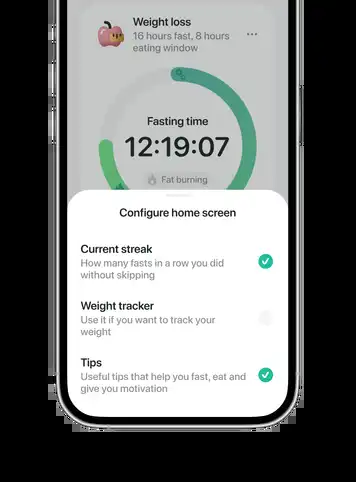 Weight loss
16 hours fast, 8 hours
eating window
Fasting time
12:19:07
Fat burning
Configure home screen
Current streak
How many fasts in a row you did
without skipping
Weight tracker
Use it if you want to track your
weight
Tips
Useful tips that help you fast, eat and
give you motivation